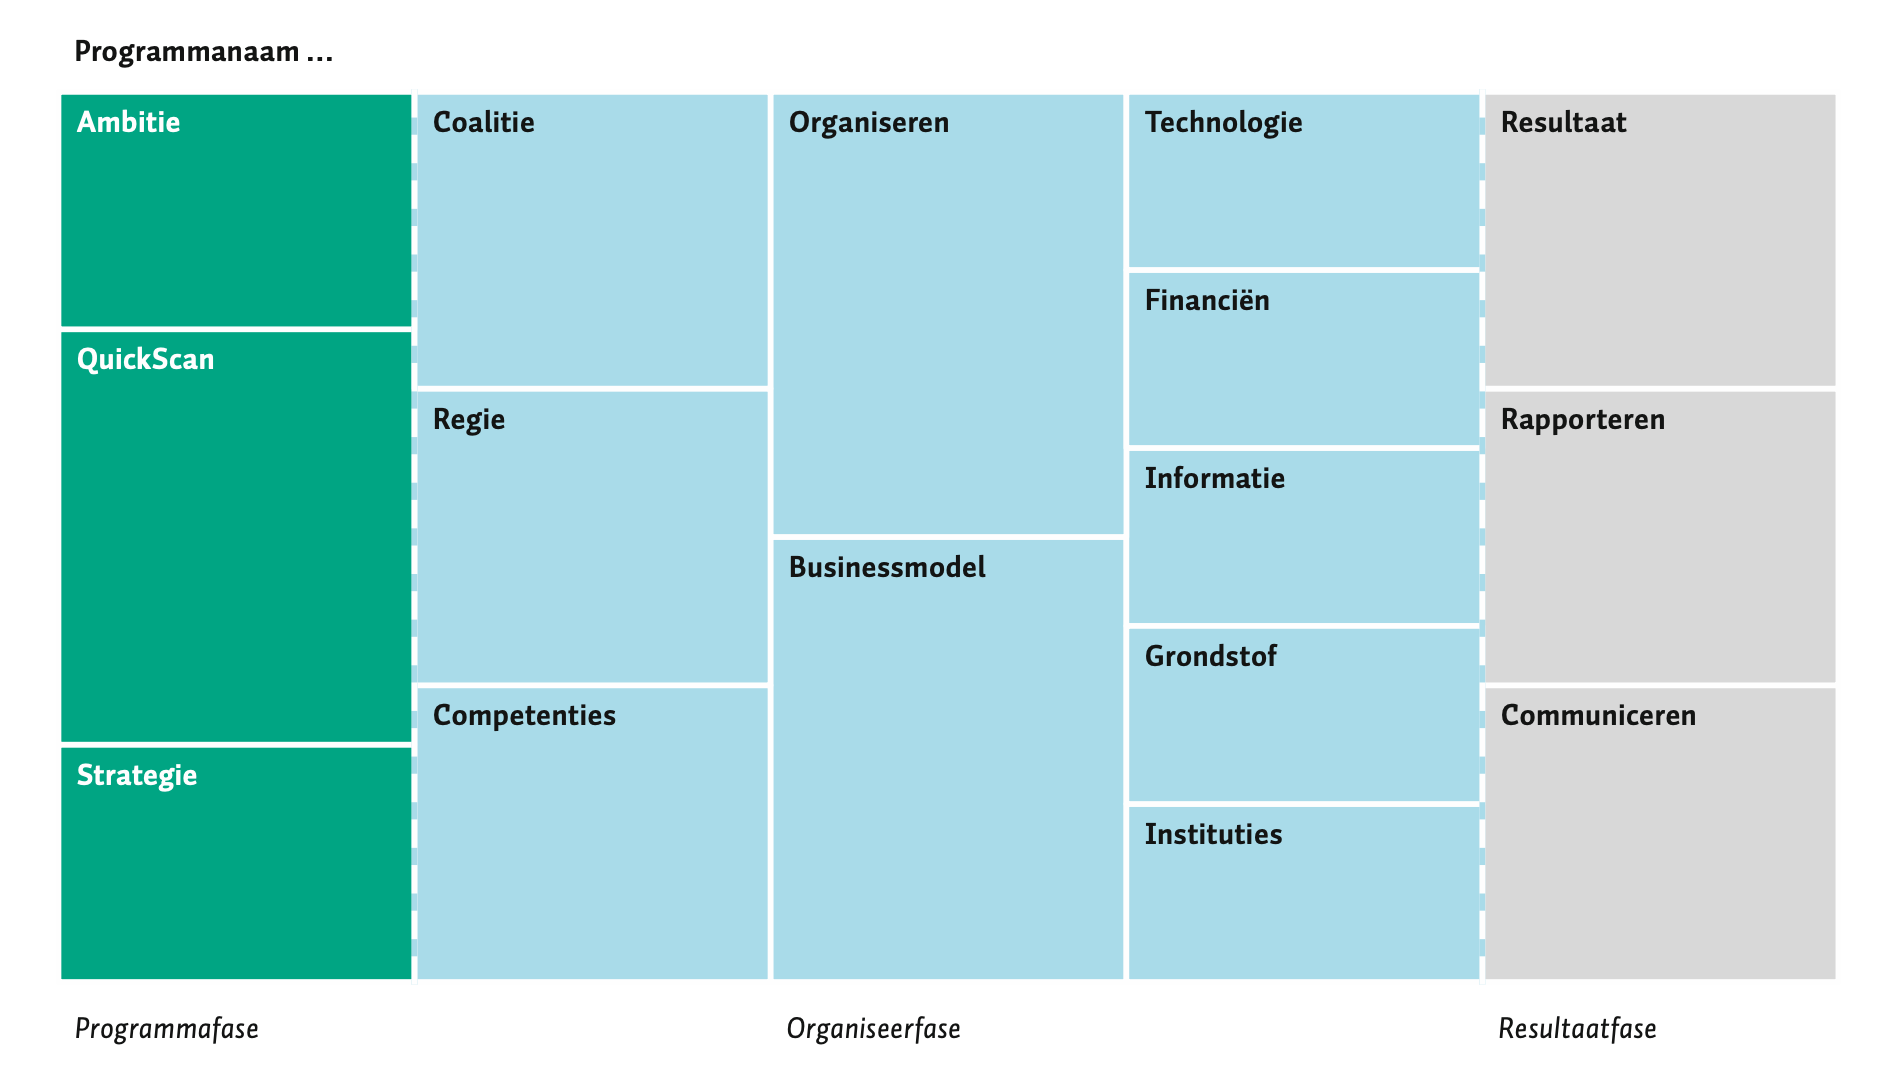 Programmanaam ...
Ambitie
QuickScan
Strategie
Coalitie
Regie
Competenties
Organiseren
Businessmodel
Technologie
Financiën
Informatie
Grondstof
Instituties
Resultaat
Rapporteren
Communiceren
Programmafase
Organiseerfase
Resultaatfase